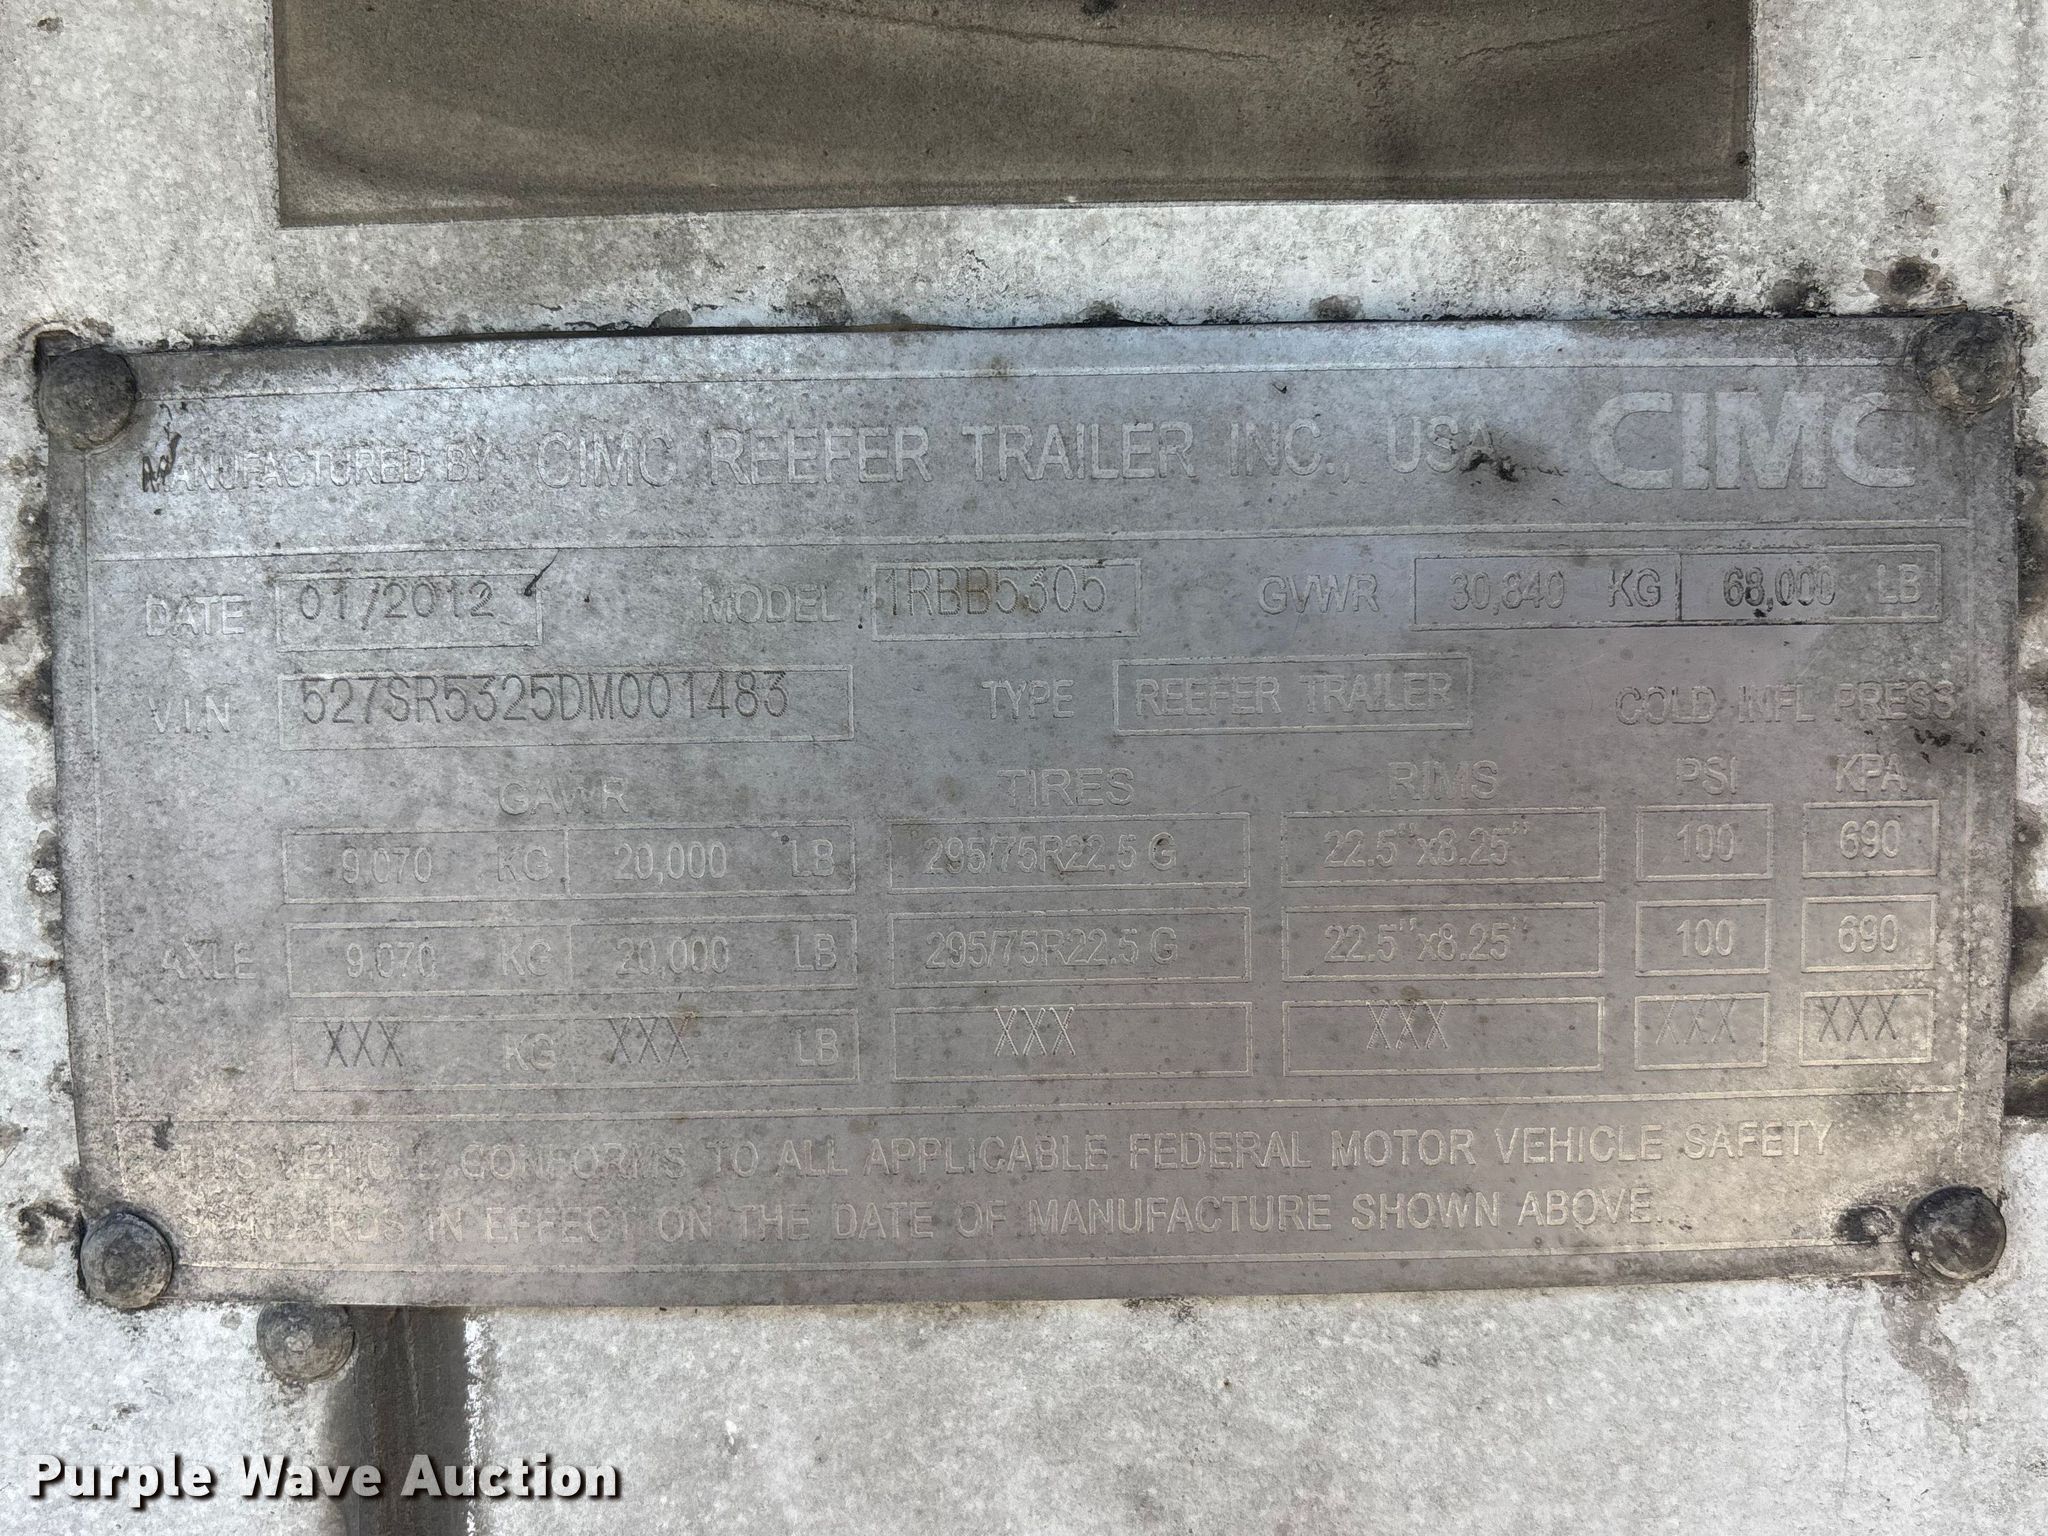 MANUFACTURED BY CIMC REEFER TRAILER INC., USA CIMC
DATE 01/2012 MODEL 1RBB5305 GVWR 30,840 KG 68,000 LB
V.I.N 527SR5325DM001483 TYPE REEFER TRAILER COLD INFL PRESS
GAWR TIRES RIMS PSI KPA
9,070 KG 20,000 LB 295/75R22.5 G 22.5"x8.25" 100 690
AXLE 9,070 KG 20,000 LB 295/75R22.5 G 22.5"x8.25" 100 690
XXX KG XXX LB XXX XXX XXX XXX
THIS VEHICLE CONFORMS TO ALL APPLICABLE FEDERAL MOTOR VEHICLE SAFETY
STANDARDS IN EFFECT ON THE DATE OF MANUFACTURE SHOWN ABOVE.
Purple Wave Auction